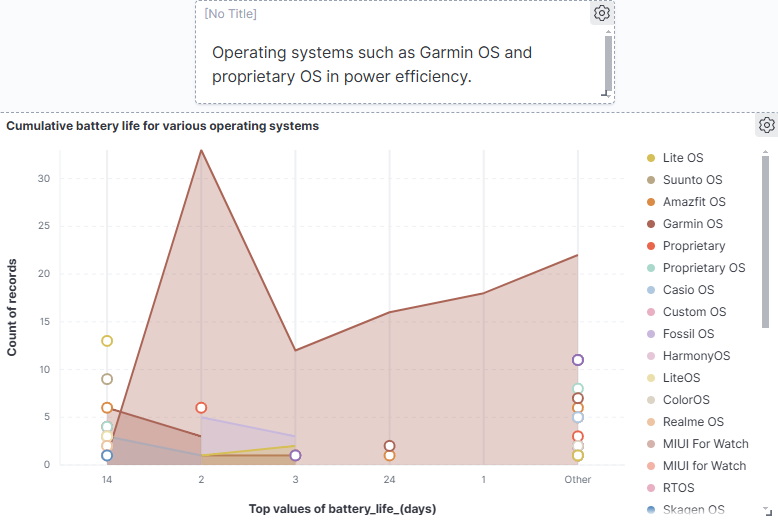 [No Title]
Operating systems such as Garmin OS and
proprietary OS in power efficiency.
Cumulative battery life for various operating systems
Count of records
30
25
20
15
10
5
0
14
2
3
24
1
Other
Top values of battery_life_(days)
Lite OS
Suunto OS
Amazfit OS
Garmin OS
Proprietary
Proprietary OS
Casio OS
Custom OS
Fossil OS
HarmonyOS
LiteOS
ColorOS
Realme OS
MIUI For Watch
MIUI for Watch
RTOS
Skagen OS